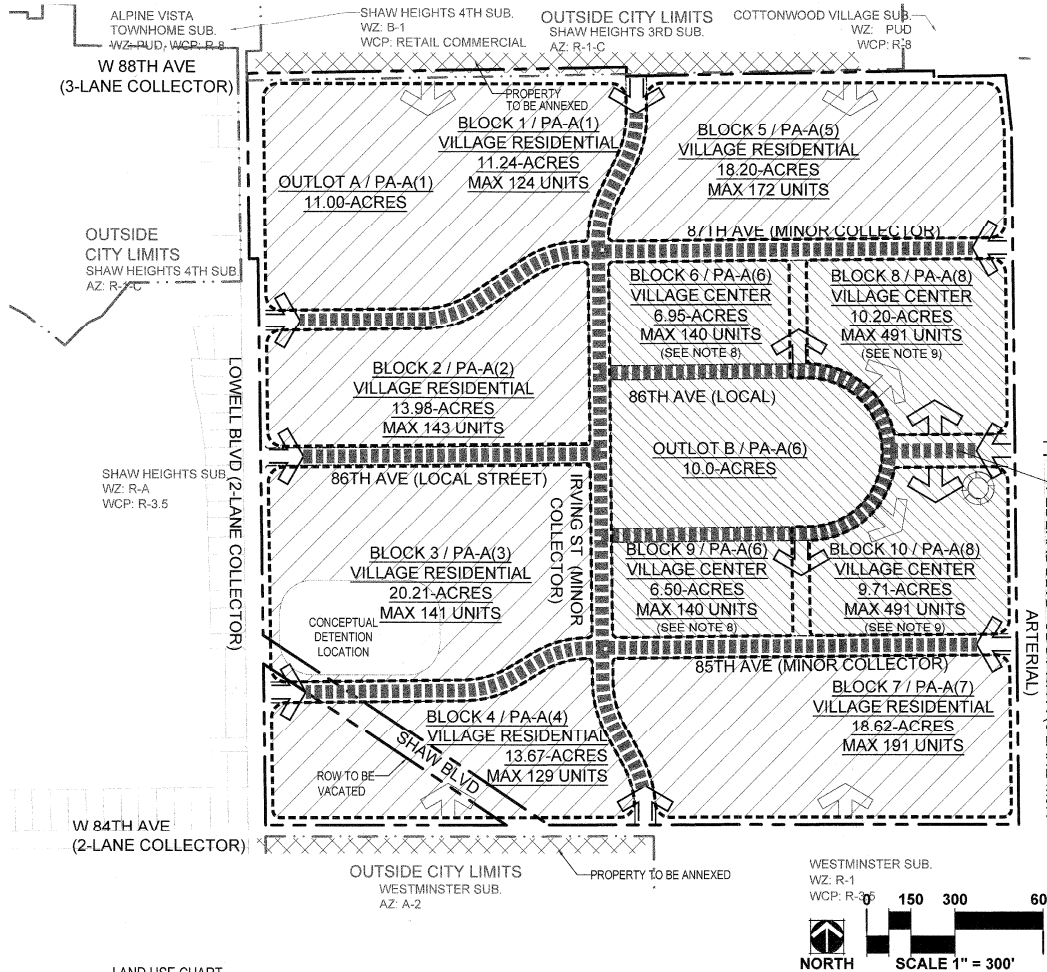 ALPINE VISTA
TOWNHOME SUB.
WZ: PUD, WCP: R-8
SHAW HEIGHTS 4TH SUB.
WZ: B-1
WCP: RETAIL COMMERCIAL
OUTSIDE CITY LIMITS
SHAW HEIGHTS 3RD SUB.
AZ: R-1-C
COTTONWOOD VILLAGE SUB.
WZ: PUD
WCP: R-8
W 88TH AVE
(3-LANE COLLECTOR)
PROPERTY
TO BE ANNEXED
BLOCK 1 / PA-A(1)
VILLAGE RESIDENTIAL
11.24-ACRES
MAX 124 UNITS
OUTLOT A / PA-A(1)
11.00-ACRES
BLOCK 5 / PA-A(5)
VILLAGE RESIDENTIAL
18.20-ACRES
MAX 172 UNITS
87TH AVE (MINOR COLLECTOR)
OUTSIDE
CITY LIMITS
SHAW HEIGHTS 4TH SUB.
AZ: R-1-C
BLOCK 6 / PA-A(6)
VILLAGE CENTER
6.95-ACRES
MAX 140 UNITS
(SEE NOTE 8)
BLOCK 8 / PA-A(8)
VILLAGE CENTER
10.20-ACRES
MAX 491 UNITS
(SEE NOTE 9)
BLOCK 2 / PA-A(2)
VILLAGE RESIDENTIAL
13.98-ACRES
MAX 143 UNITS
86TH AVE (LOCAL)
OUTLOT B / PA-A(6)
10.0-ACRES
LOWELL BLVD (2-LANE COLLECTOR)
SHAW HEIGHTS SUB.
WZ: R-A
WCP: R-3.5
86TH AVE (LOCAL STREET)
IRVING ST (MINOR
COLLECTOR)
BLOCK 3 / PA-A(3)
VILLAGE RESIDENTIAL
20.21-ACRES
MAX 141 UNITS
BLOCK 9 / PA-A(6)
VILLAGE CENTER
6.50-ACRES
MAX 140 UNITS
(SEE NOTE 8)
BLOCK 10 / PA-A(8)
VILLAGE CENTER
9.71-ACRES
MAX 491 UNITS
(SEE NOTE 9)
CONCEPTUAL
DETENTION
LOCATION
ARTERIAL)
85TH AVE (MINOR COLLECTOR)
BLOCK 7 / PA-A(7)
VILLAGE RESIDENTIAL
18.62-ACRES
MAX 191 UNITS
BLOCK 4 / PA-A(4)
VILLAGE RESIDENTIAL
13.67-ACRES
MAX 129 UNITS
SHAW BLVD
ROW TO BE
VACATED
W 84TH AVE
(2-LANE COLLECTOR)
OUTSIDE CITY LIMITS
WESTMINSTER SUB.
AZ: A-2
PROPERTY TO BE ANNEXED
WESTMINSTER SUB.
WZ: R-1
WCP: R-3.5
0 150 300 60
NORTH
SCALE 1" = 300'
LAND USE CHART